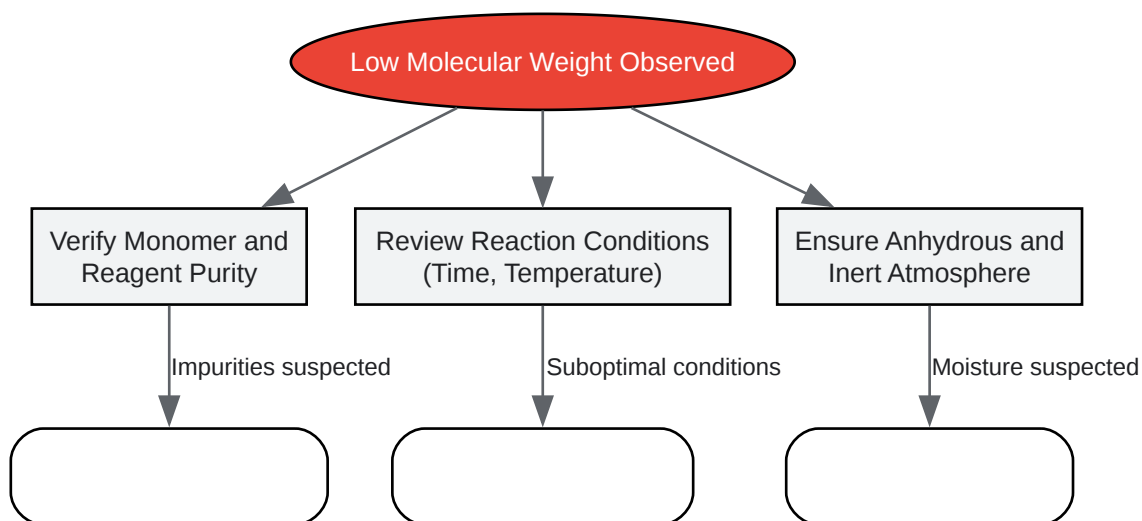 Low Molecular Weight Observed
Verify Monomer and
Reagent Purity
Review Reaction Conditions
(Time, Temperature)
Ensure Anhydrous and
Inert Atmosphere
Impurities suspected
Suboptimal conditions
Moisture suspected